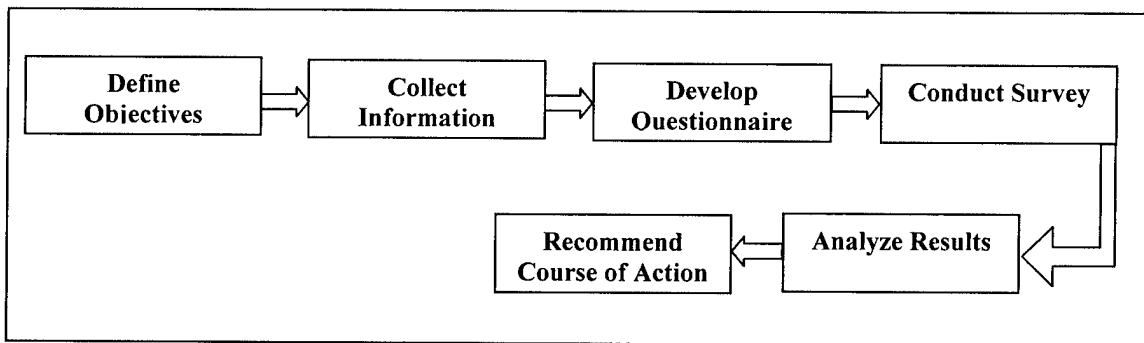 Define
Objectives
Collect
Information
Develop
Questionnaire
Conduct Survey
Analyze Results
Recommend
Course of Action